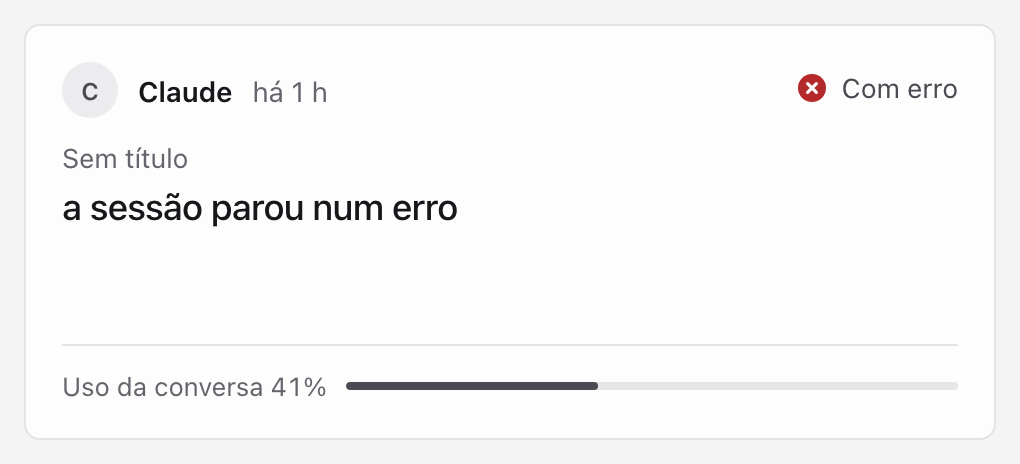 C Claude há 1 h Com erro
Sem título
a sessão parou num erro
Uso da conversa 41%